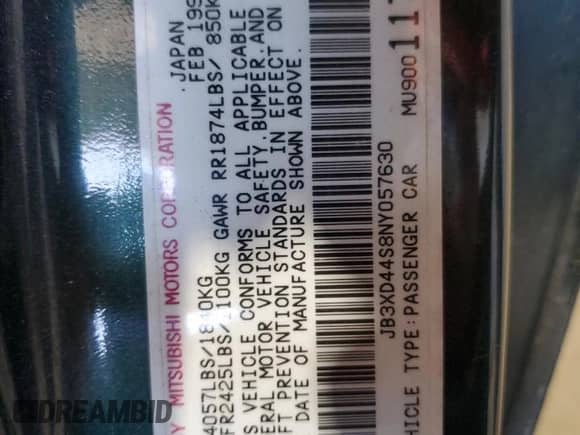 Y MITSUBISHI MOTORS CORPORATION
JAPAN
FEB 199
4057LBS/1840KG
FR2425LBS/1100KG GAWR RR1874LBS/ 850K
S VEHICLE CONFORMS TO ALL APPLICABLE
ERAL MOTOR VEHICLE SAFETY,BUMPER,AND
FT PREVENTION STANDARDS IN EFFECT ON
DATE OF MANUFACTURE SHOWN ABOVE.
JB3XD44S8NY057630
HICLE TYPE:PASSENGER CAR
MU900
DREAMBID